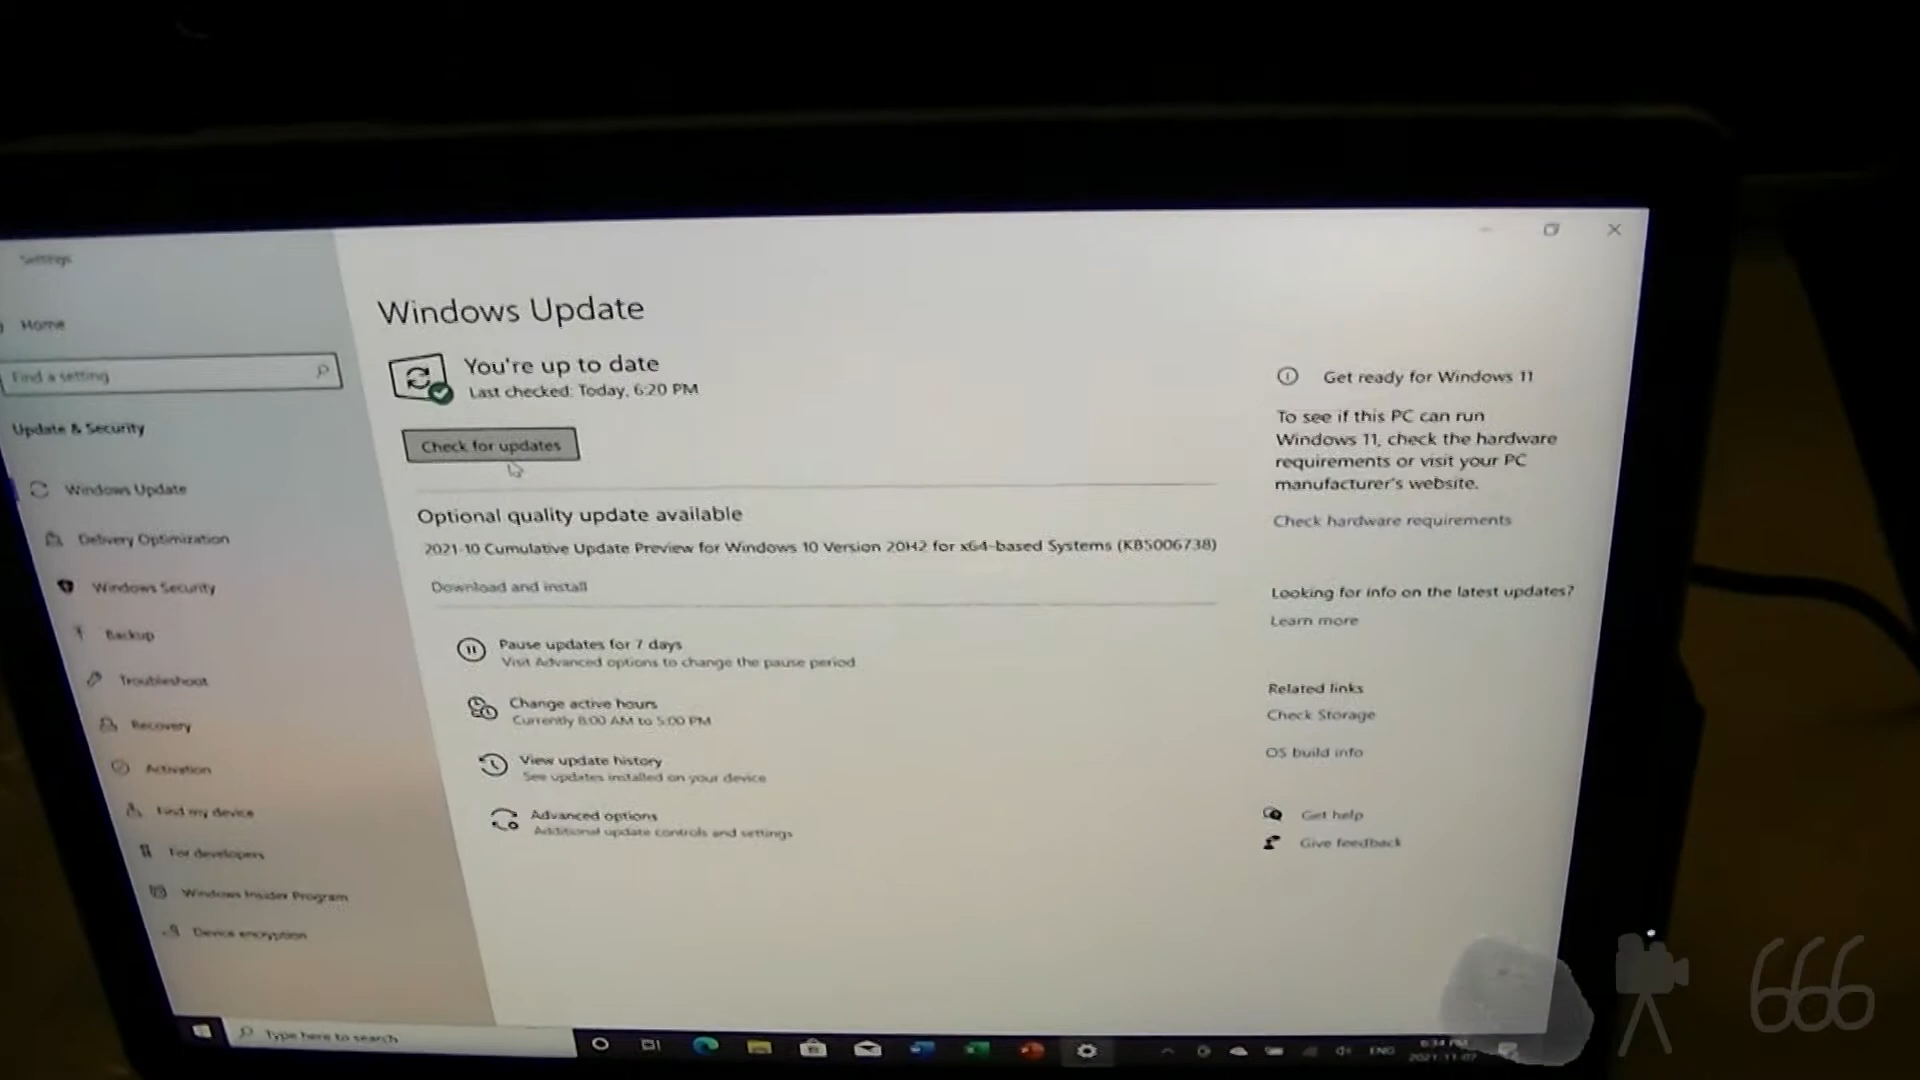 Settings
Home
Find a setting
Update & Security
Windows Update
Delivery Optimization
Windows Security
Backup
Troubleshoot
Recovery
Activation
Find my device
For developers
Windows Insider Program
Device encryption
Windows Update
You're up to date
Last checked: Today, 6:20 PM
Check for updates
Optional quality update available
2021-10 Cumulative Update Preview for Windows 10 Version 20H2 for x64-based Systems (KB5006738)
Download and install
Pause updates for 7 days
Visit Advanced options to change the pause period
Change active hours
Currently 8:00 AM to 5:00 PM
View update history
See updates installed on your device
Advanced options
Additional update controls and settings
Get ready for Windows 11
To see if this PC can run
Windows 11, check the hardware
requirements or visit your PC
manufacturer's website.
Check hardware requirements
Looking for info on the latest updates?
Learn more
Related links
Check Storage
OS build info
Get help
Give feedback
Type here to search
ENG
6:34 PM
2021-11-07
666